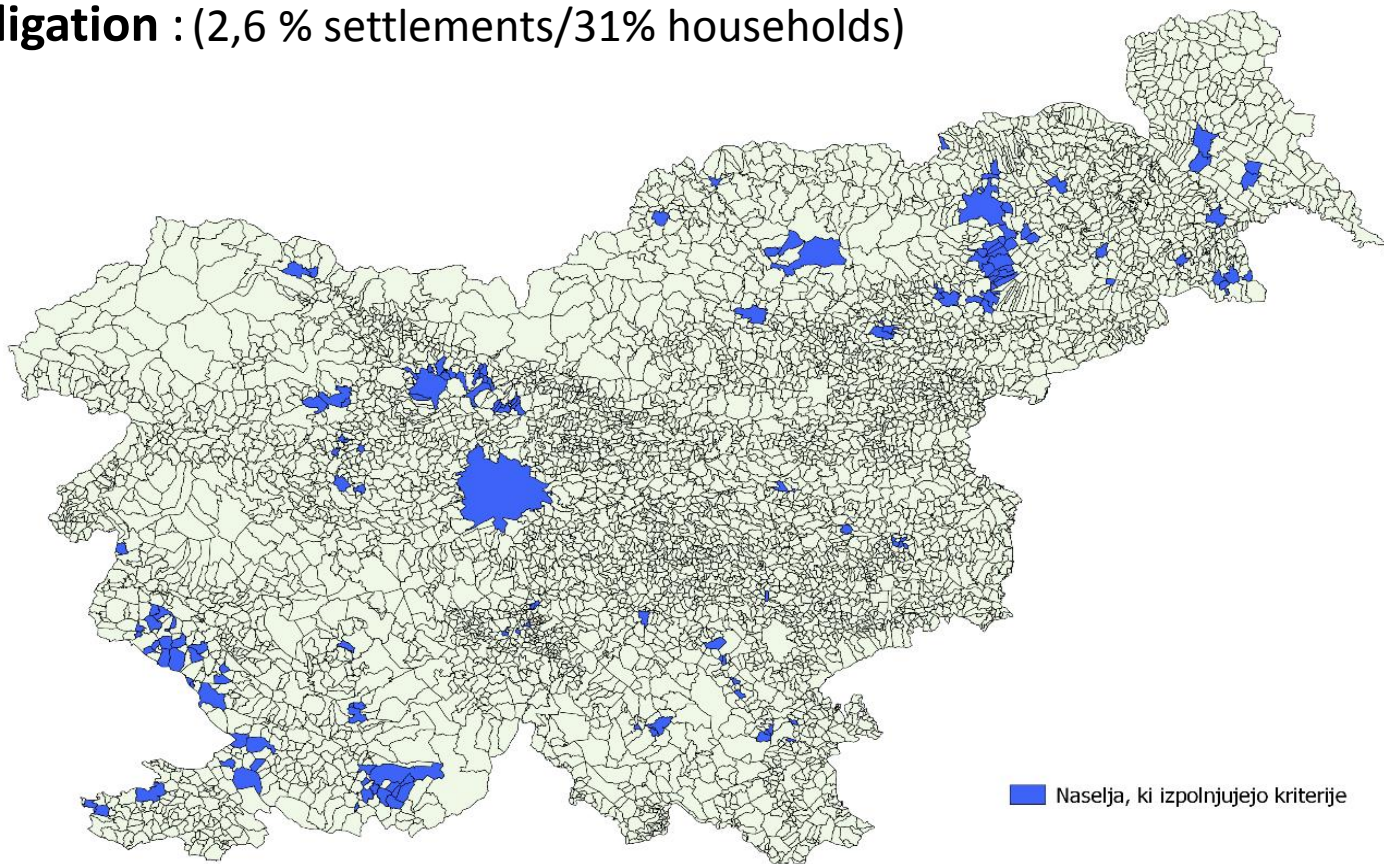 ligation : (2,6 % settlements/31% households)
Naselja, ki izpolnjujejo kriterije